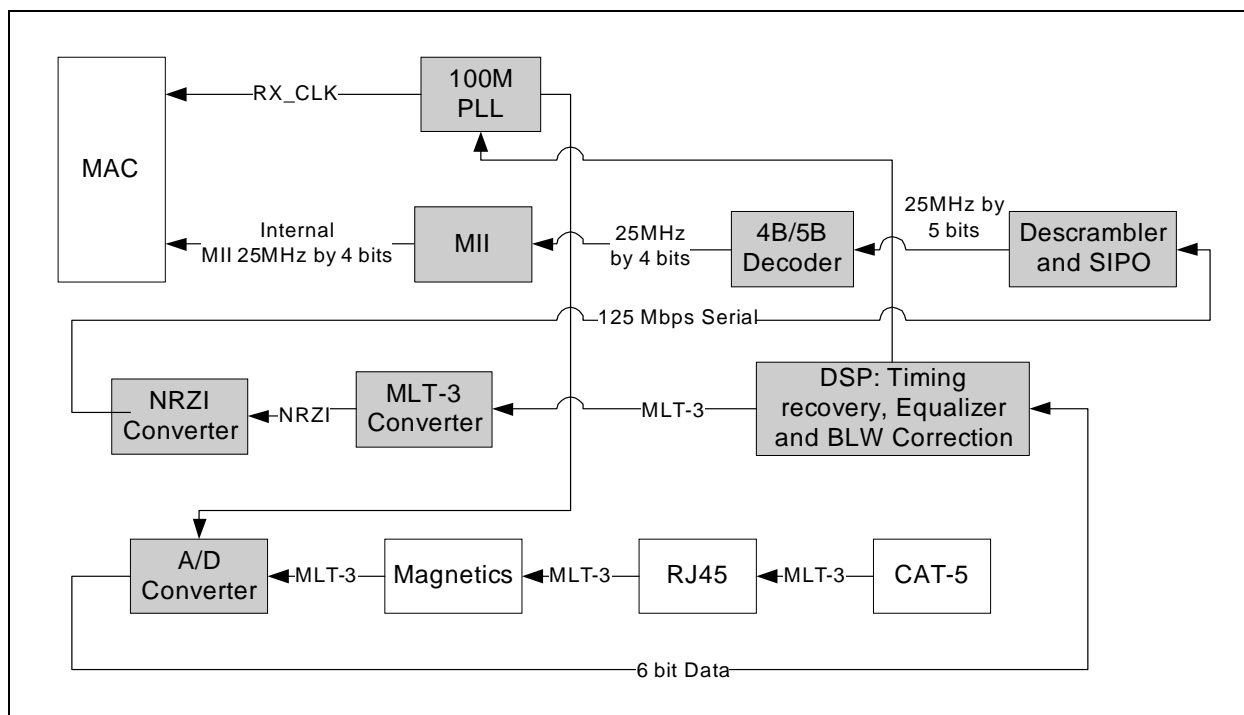 100M
PLL
RX_CLK
MAC
Internal
MII 25MHz by 4 bits
MII
25MHz
by 4 bits
4B/5B
Decoder
25MHz by
5 bits
Descrambler
and SIPO
125 Mbps Serial
NRZI
Converter
NRZI
MLT-3
Converter
MLT-3
DSP: Timing
recovery, Equalizer
and BLW Correction
A/D
Converter
MLT-3
Magnetics
MLT-3
RJ45
MLT-3
CAT-5
6 bit Data